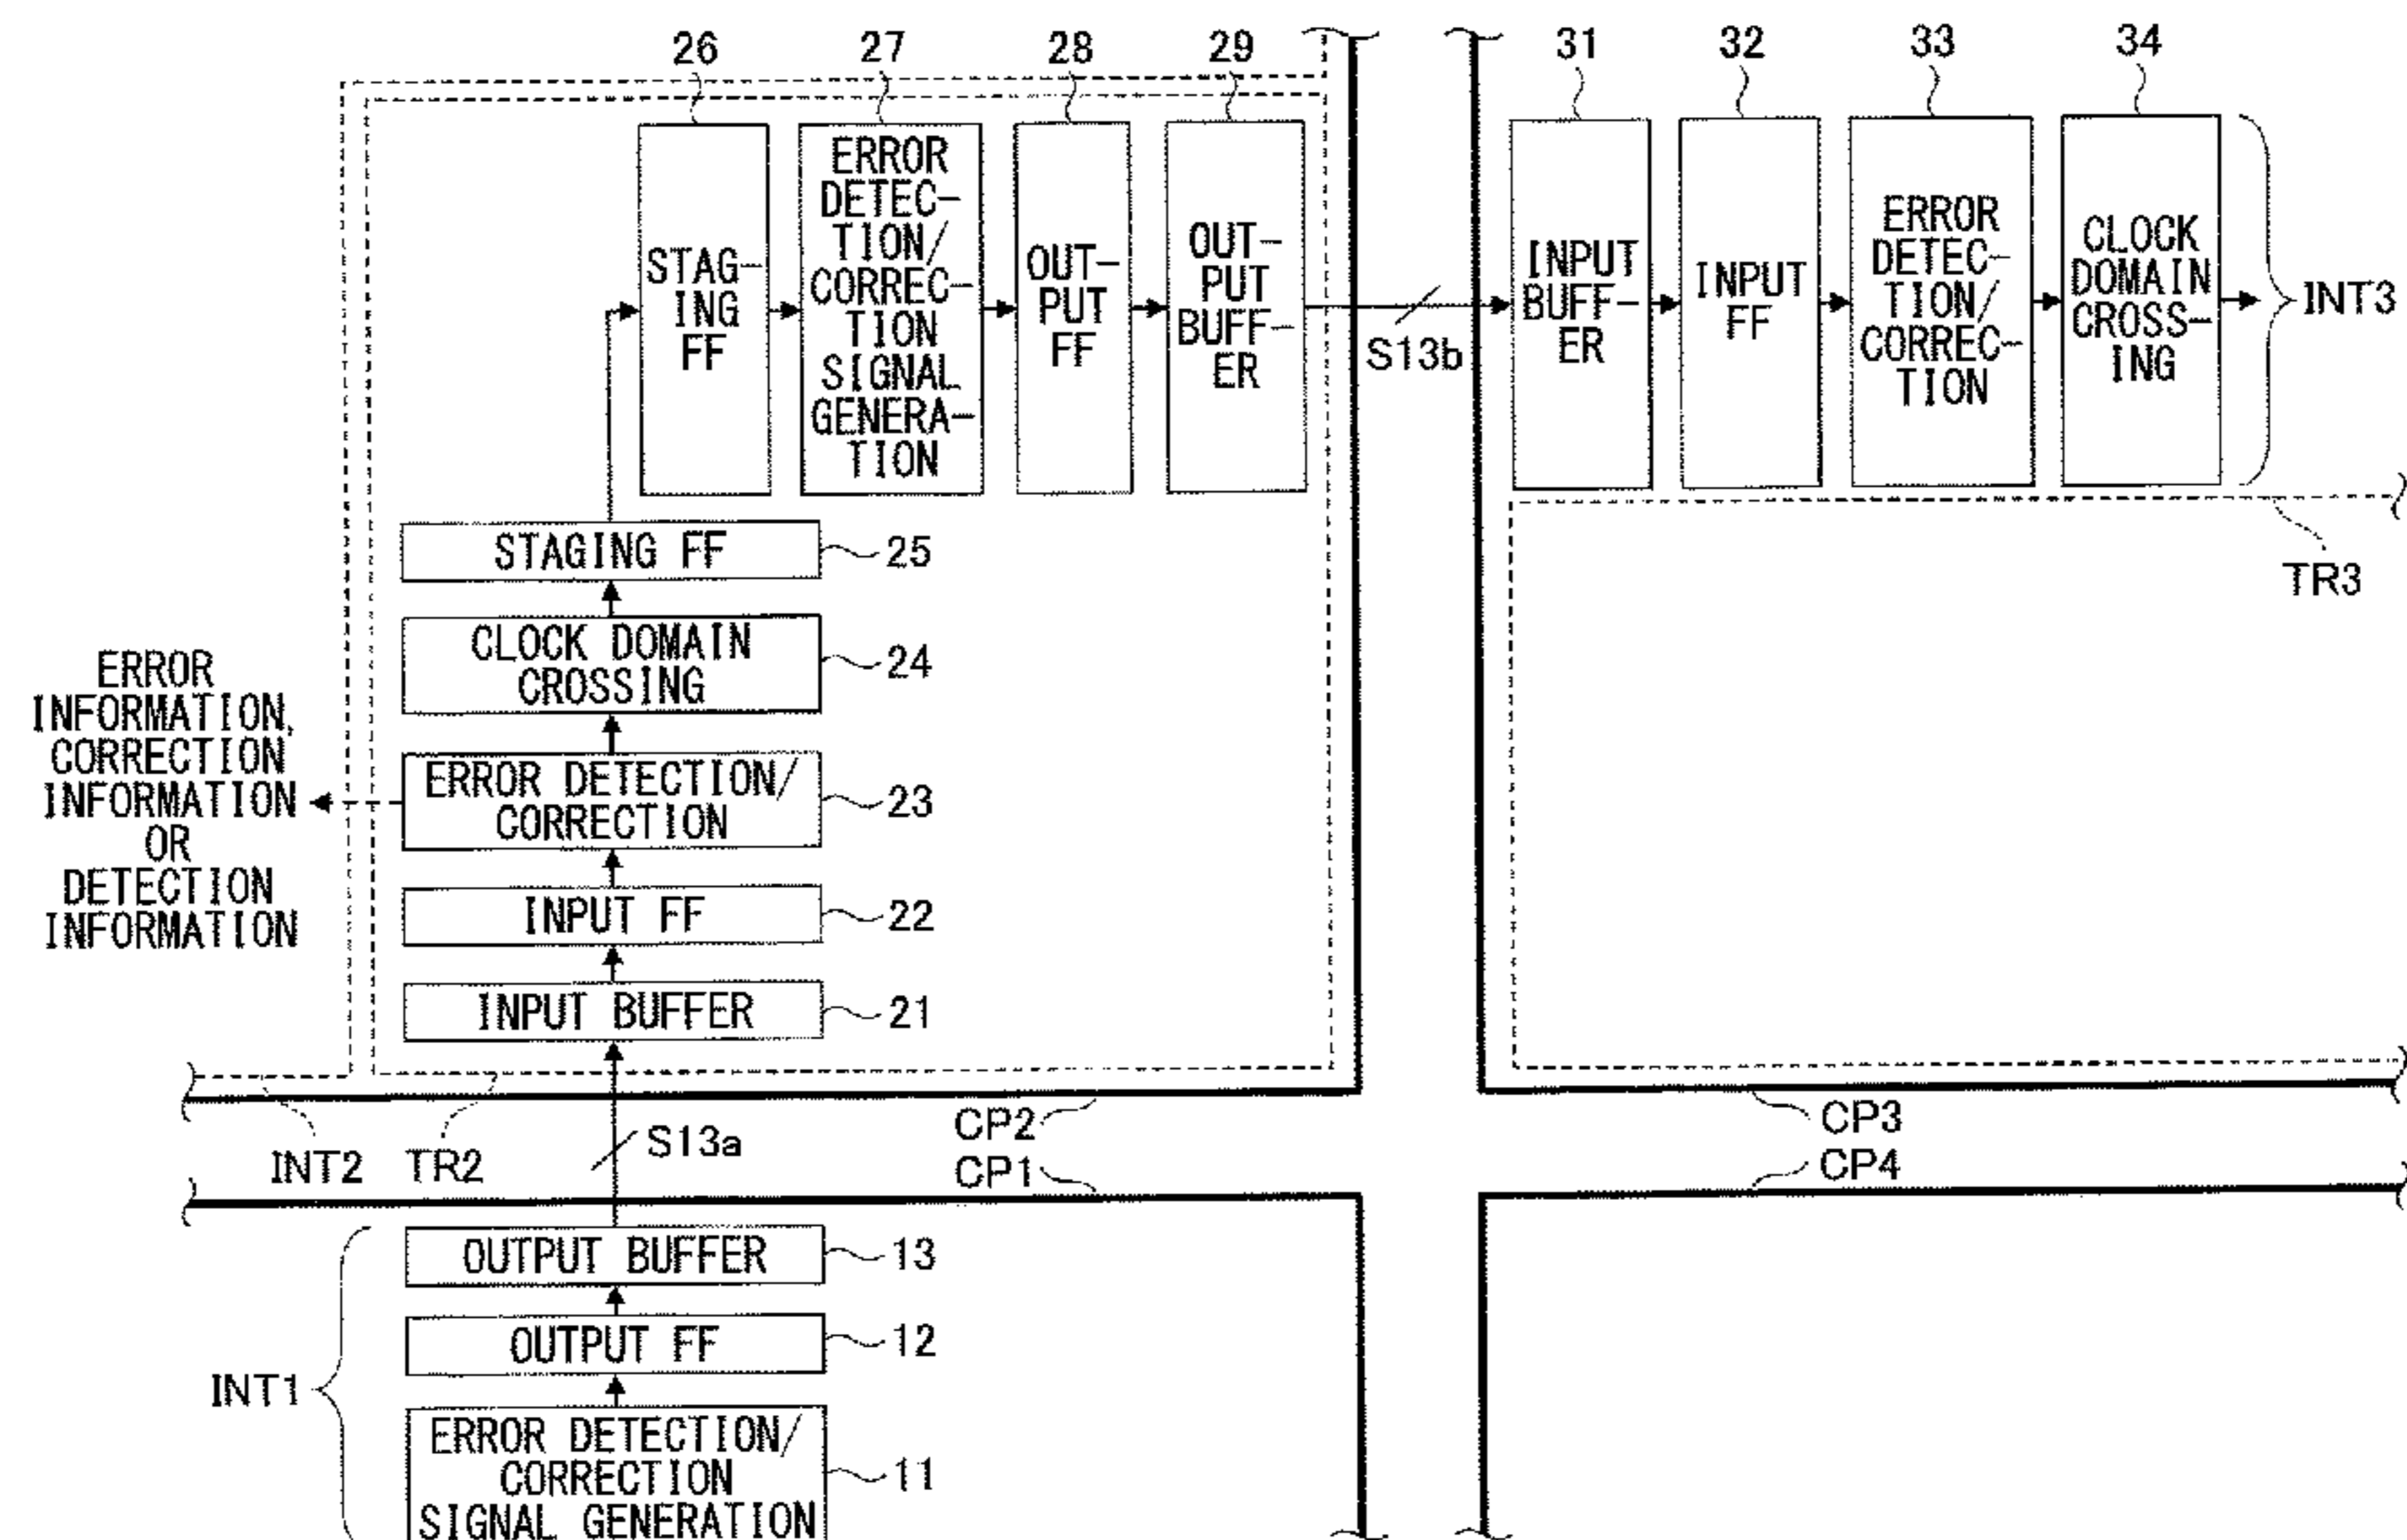 26
27
28
29
31
32
33
34
STAG-
ING
FF
ERROR
DETEC-
TION/
CORREC-
TION
SIGNAL
GENERA-
TION
OUT-
PUT
FF
OUT-
PUT
BUFF-
ER
S13b
INPUT
BUFF-
ER
INPUT
FF
ERROR
DETEC-
TION/
CORREC-
TION
CLOCK
DOMAIN
CROSS-
ING
INT3
TR3
STAGING FF
25
CLOCK DOMAIN
CROSSING
24
ERROR
INFORMATION,
CORRECTION
INFORMATION
OR
DETECTION
INFORMATION
ERROR DETECTION/
CORRECTION
23
INPUT FF
22
INPUT BUFFER
21
INT2
TR2
S13a
CP2
CP1
CP3
CP4
OUTPUT BUFFER
13
OUTPUT FF
12
INT1
ERROR DETECTION/
CORRECTION
SIGNAL GENERATION
11